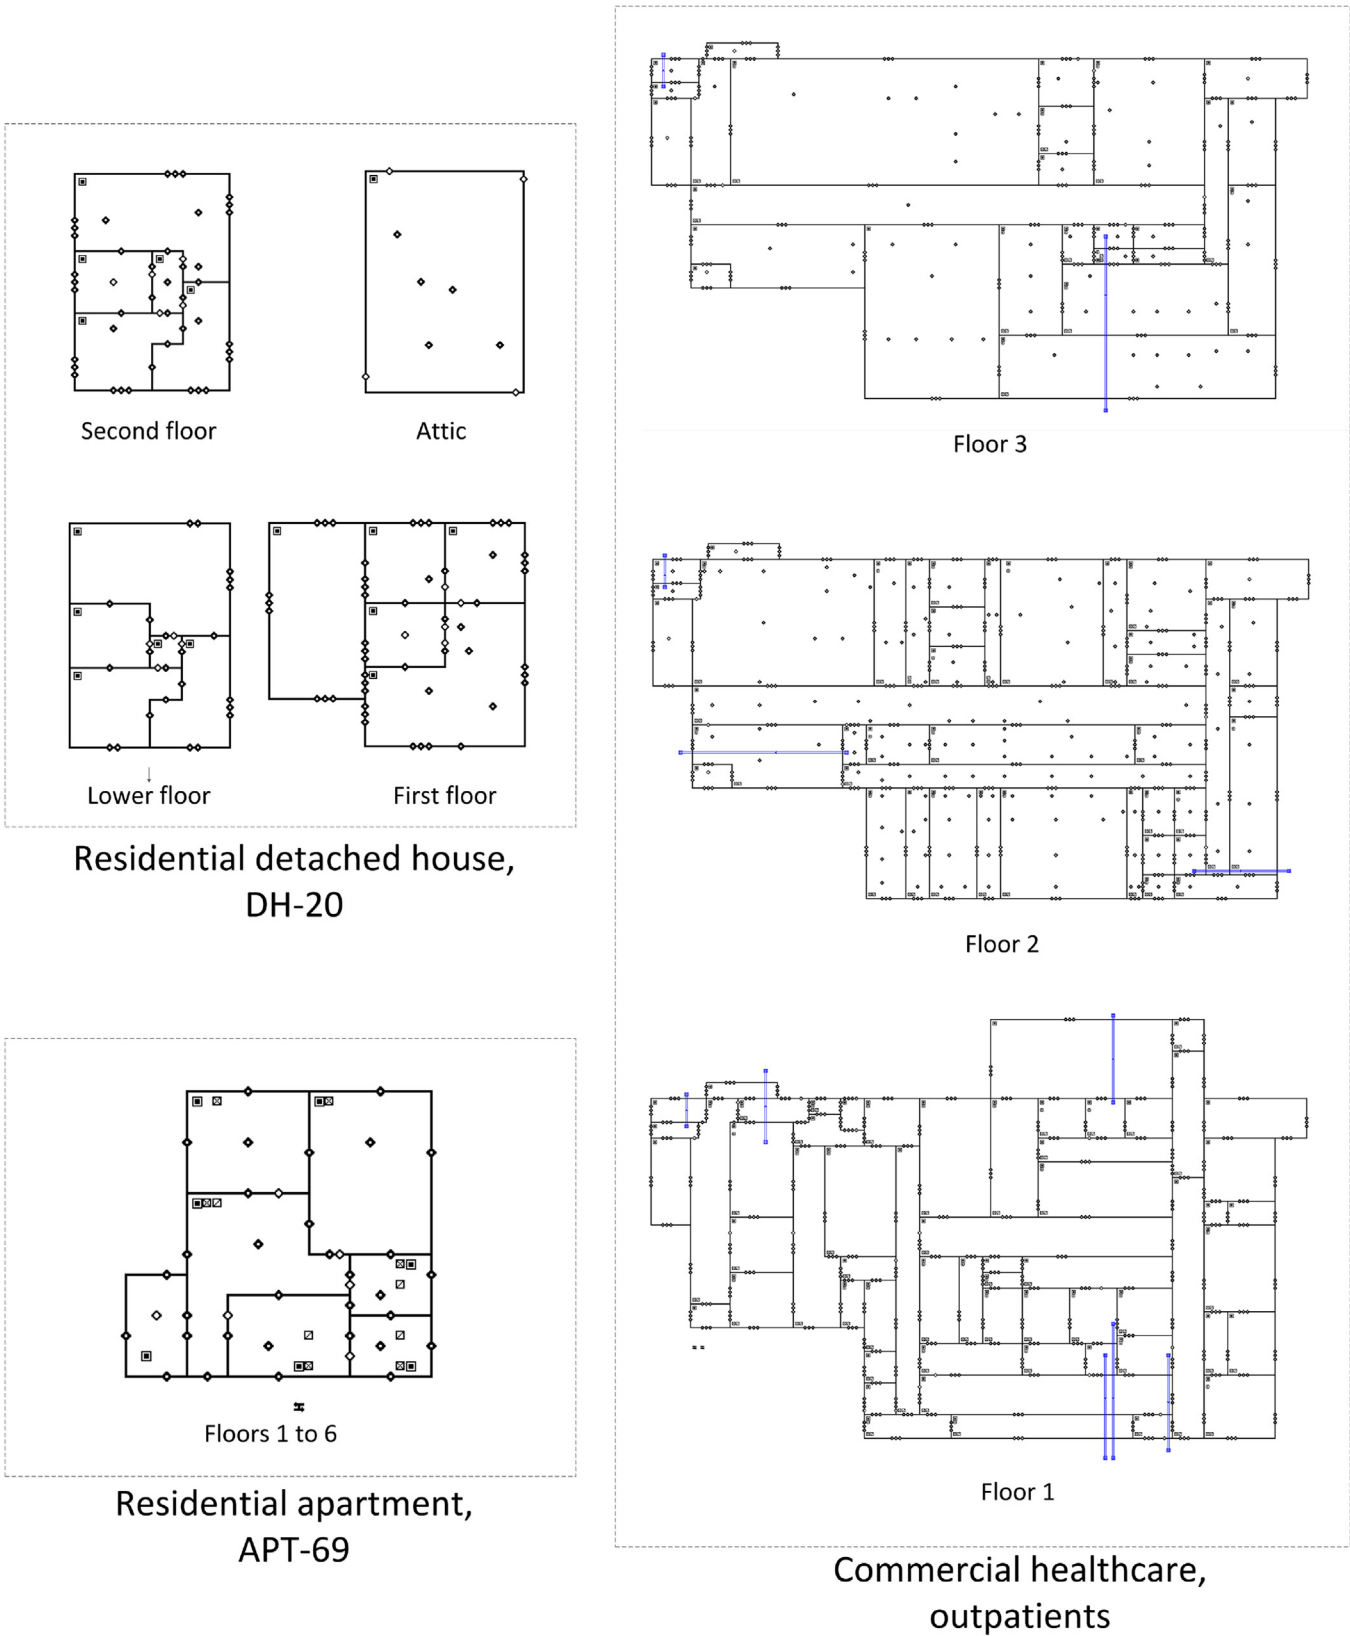 Second floor
Attic
Lower floor
First floor
Residential detached house,
DH-20
Floors 1 to 6
Residential apartment,
APT-69
Floor 3
Floor 2
Floor 1
Commercial healthcare,
outpatients